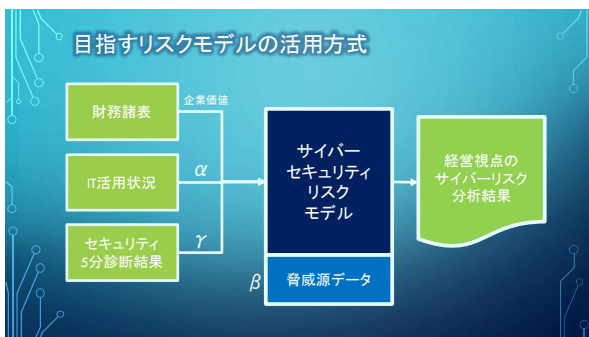 目指すリスクモデルの活用方式
財務諸表
企業価値
IT活用状況
α
セキュリティ
5分診断結果
γ
サイバー
セキュリティ
リスク
モデル
β
脅威源データ
経営視点の
サイバーリスク
分析結果